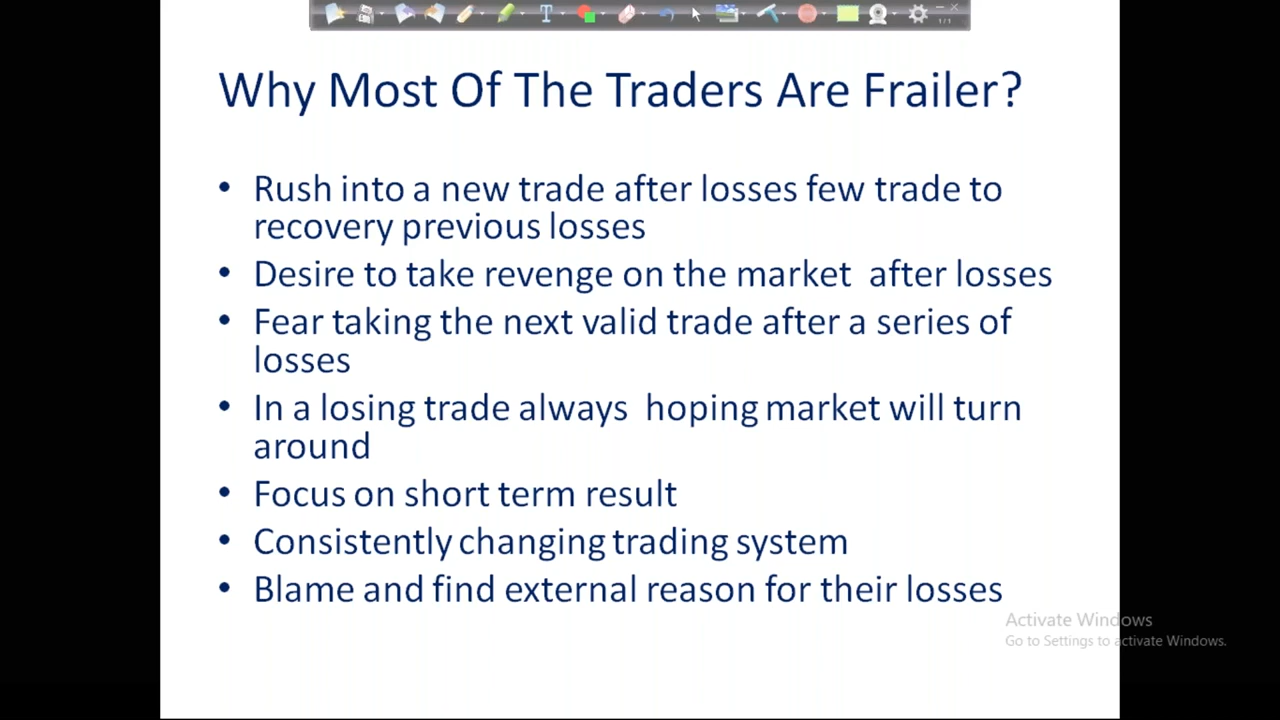 Why Most Of The Traders Are Frailer?
• Rush into a new trade after losses few trade to
recovery previous losses
• Desire to take revenge on the market  after losses
• Fear taking the next valid trade after a series of
losses
• In a losing trade always  hoping market will turn
around
• Focus on short term result
• Consistently changing trading system
• Blame and find external reason for their losses
Activate Windows
Go to Settings to activate Windows.